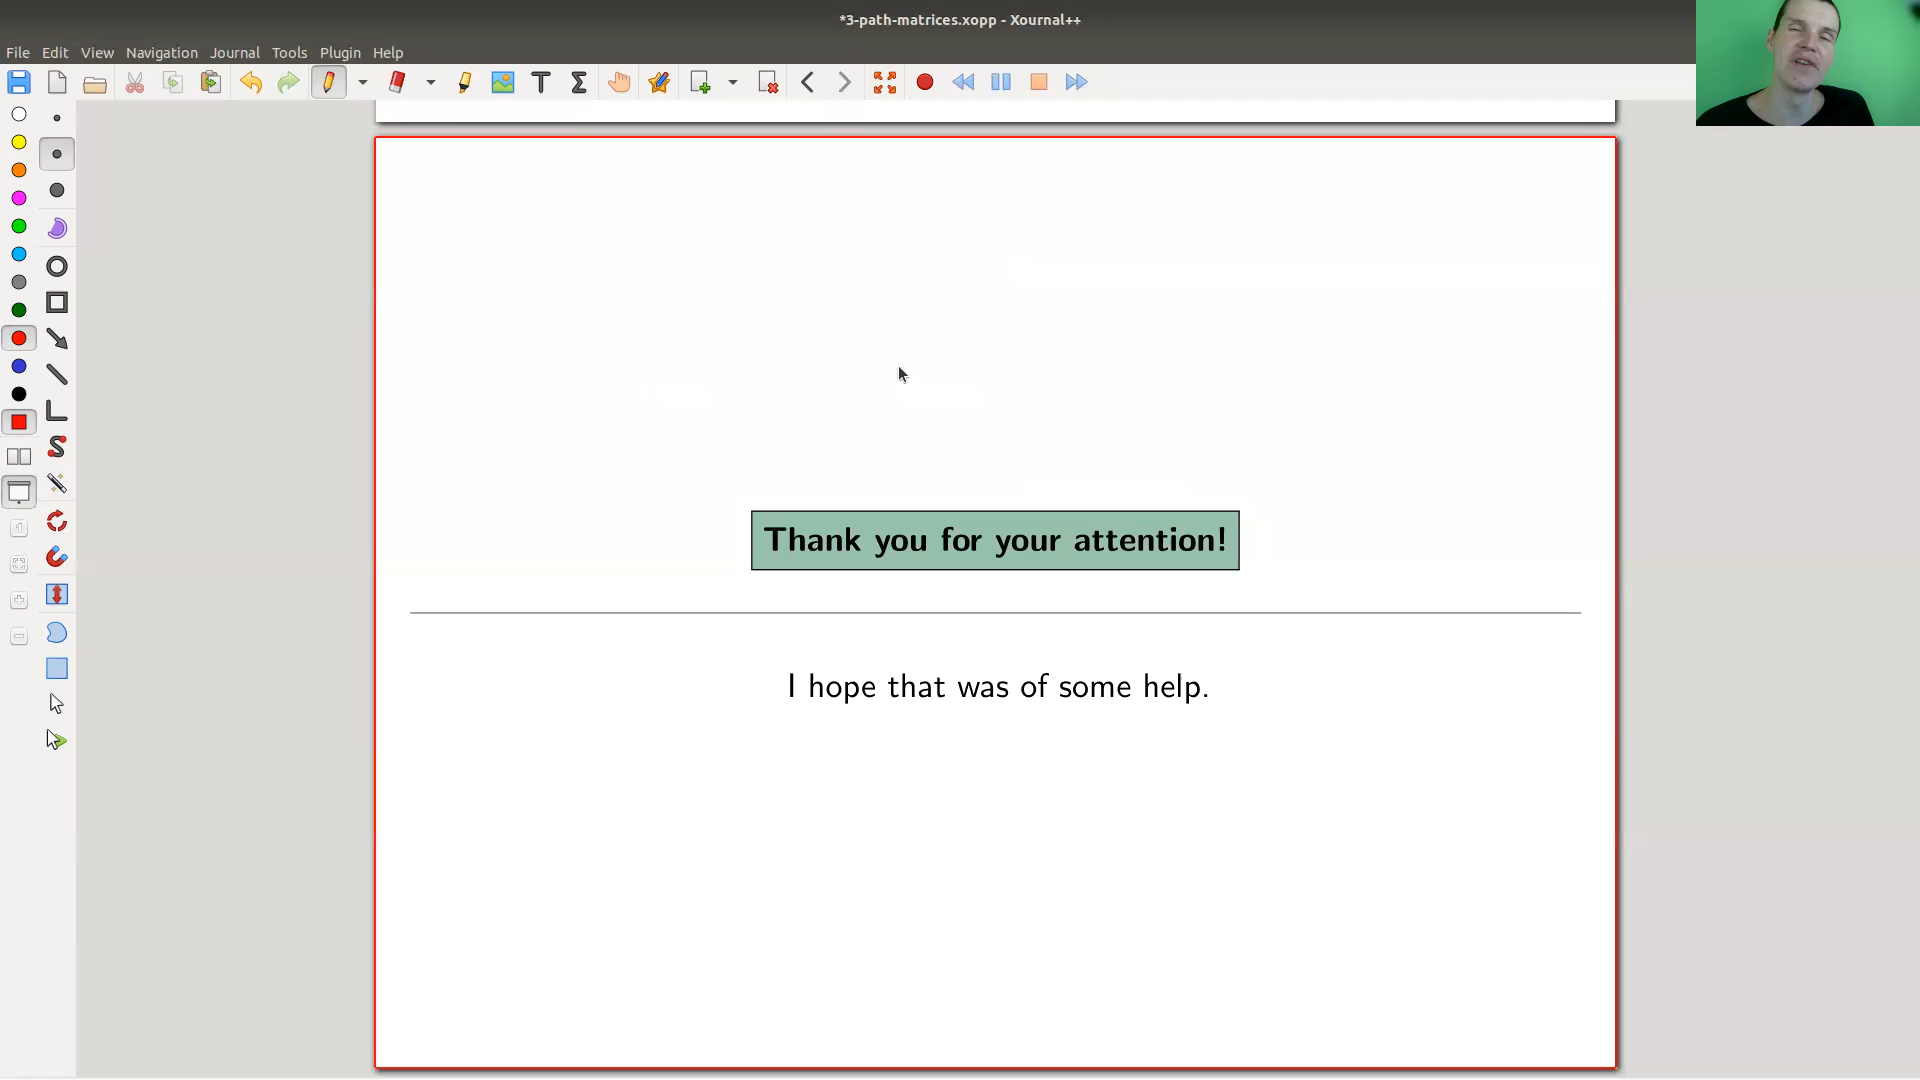 *3-path-matrices.xopp - Xournal++
File Edit View Navigation Journal Tools Plugin Help
Thank you for your attention!
I hope that was of some help.